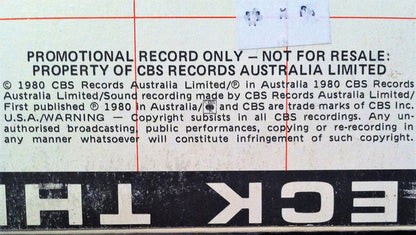 PROMOTIONAL RECORD ONLY – NOT FOR RESALE:
PROPERTY OF CBS RECORDS AUSTRALIA LIMITED
© 1980 CBS Records Australia Limited/℗ in Australia 1980 CBS Records
Australia Limited/Sound recording made by CBS Records Australia Limited/
First published ℗ 1980 in Australia/ and CBS are trade marks of CBS Inc.
U.S.A./WARNING — Copyright subsists in all CBS recordings. Any un-
authorised broadcasting, public performances, copying or re-recording in
any manner whatsoever will constitute infringement of such copyright.
ECK THI